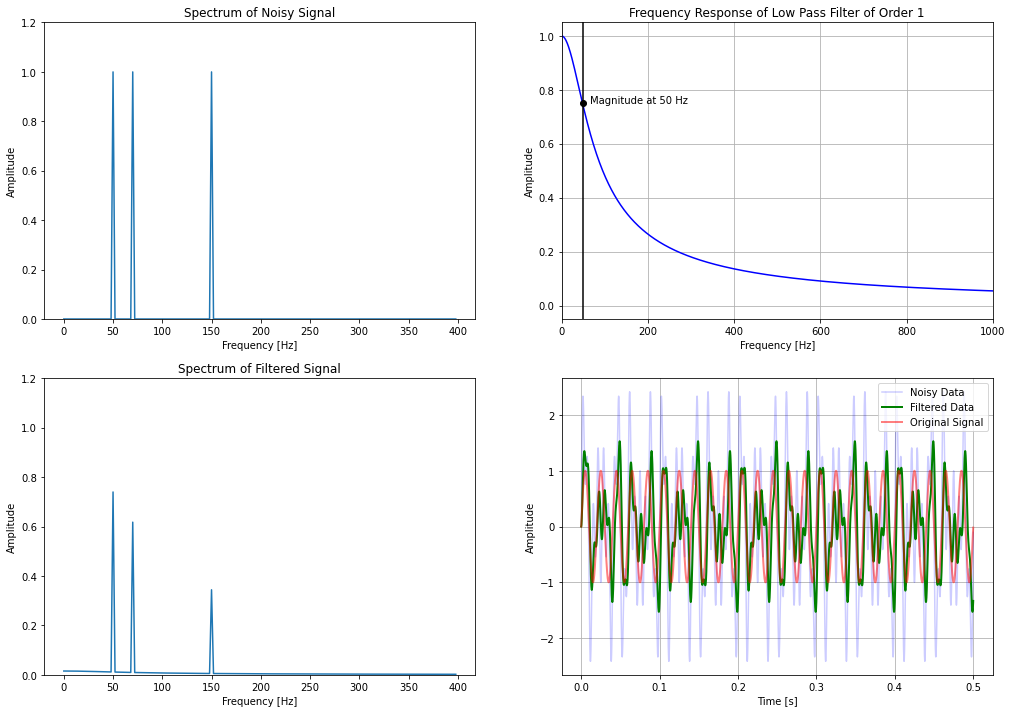 Spectrum of Noisy Signal
1.2
1.0
0.8
0.6
0.4
0.2
0.0
Amplitude
0 50 100 150 200 250 300 350 400
Frequency [Hz]
Frequency Response of Low Pass Filter of Order 1
1.0
0.8
0.6
0.4
0.2
0.0
Amplitude
Magnitude at 50 Hz
0 200 400 600 800 1000
Frequency [Hz]
Spectrum of Filtered Signal
1.2
1.0
0.8
0.6
0.4
0.2
0.0
Amplitude
0 50 100 150 200 250 300 350 400
Frequency [Hz]
Noisy Data
Filtered Data
Original Signal
2
1
0
−1
−2
Amplitude
0.0 0.1 0.2 0.3 0.4 0.5
Time [s]